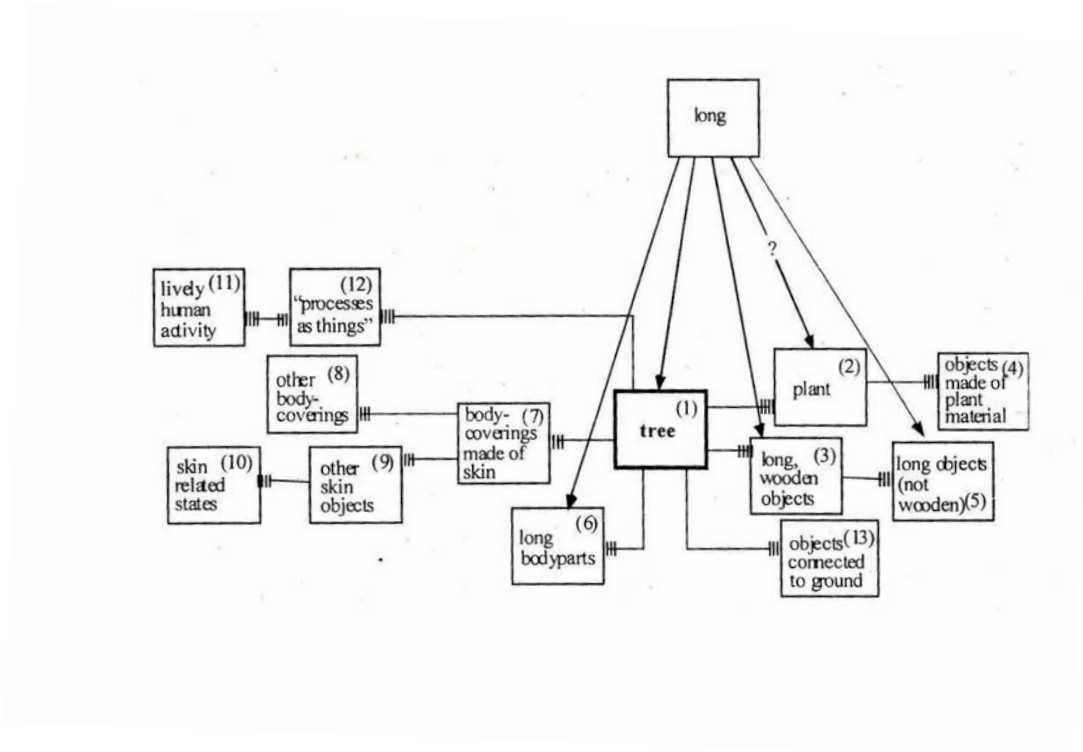 long
?
lively (11)
human
activity
(12)
“processes
as things”
other (8)
body-
coverings
body- (7)
coverings
made of
skin
skin (10)
related
states
other (9)
skin
objects
(6)
long
bodyparts
(1)
tree
(2)
plant
objects (4)
made of
plant
material
long, (3)
wooden
objects
long objects
(not
wooden)(5)
objects(13)
connected
to ground